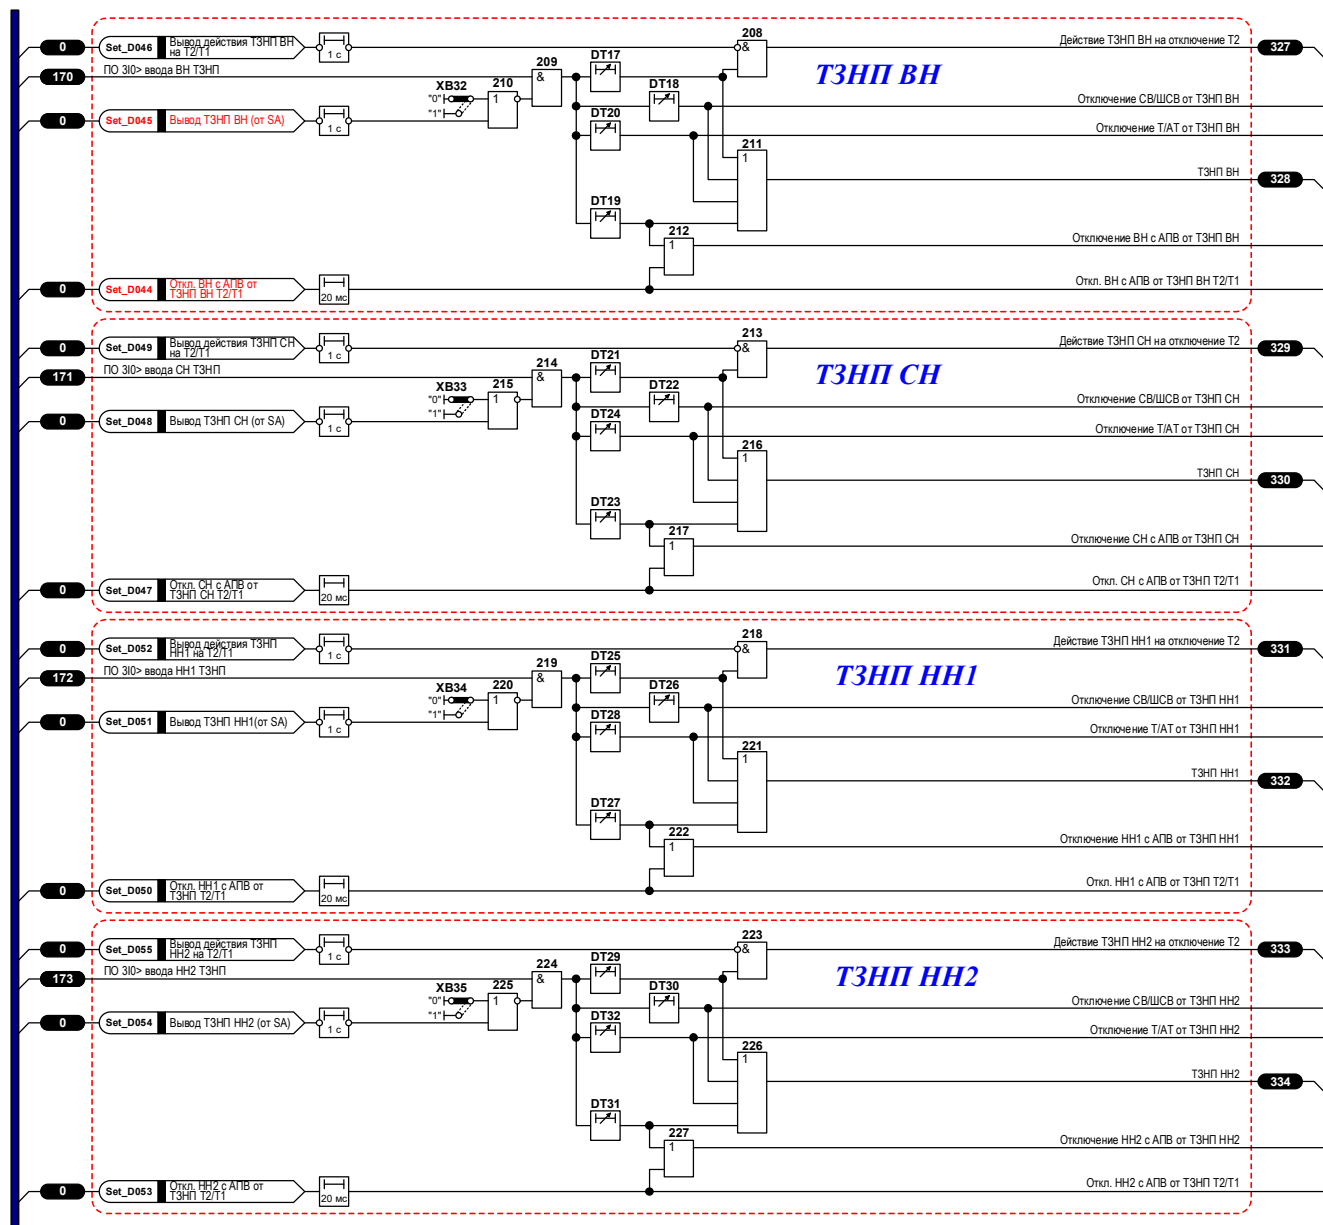 0 Set_D046 Вывод действия ТЗНП ВН
на Т2/Т1
1 с
208
&
Действие ТЗНП ВН на отключение Т2 327
170 ПО 3I0> ввода ВН ТЗНП
209
&
DT17
ТЗНП ВН
XB32
"0"
"1"
210
1
DT18
Отключение СВ/ШСВ от ТЗНП ВН
0 Set_D045 Вывод ТЗНП ВН (от SA)
1 с
DT20
Отключение Т/АТ от ТЗНП ВН
211
1
ТЗНП ВН 328
DT19
212
1
Отключение ВН с АПВ от ТЗНП ВН
0 Set_D044 Откл. ВН с АПВ от
ТЗНП ВН Т2/Т1
20 мс
Откл. ВН с АПВ от ТЗНП ВН Т2/Т1
0 Set_D049 Вывод действия ТЗНП СН
на Т2/Т1
1 с
213
&
Действие ТЗНП СН на отключение Т2 329
171 ПО 3I0> ввода СН ТЗНП
214
&
DT21
ТЗНП СН
XB33
"0"
"1"
215
1
DT22
Отключение СВ/ШСВ от ТЗНП СН
0 Set_D048 Вывод ТЗНП СН (от SA)
1 с
DT24
Отключение Т/АТ от ТЗНП СН
216
1
ТЗНП СН 330
DT23
217
1
Отключение СН с АПВ от ТЗНП СН
0 Set_D047 Откл. СН с АПВ от
ТЗНП СН Т2/Т1
20 мс
Откл. СН с АПВ от ТЗНП Т2/Т1
0 Set_D052 Вывод действия ТЗНП
НН1 на Т2/Т1
1 с
218
&
Действие ТЗНП НН1 на отключение Т2 331
172 ПО 3I0> ввода НН1 ТЗНП
219
&
DT25
ТЗНП НН1
XB34
"0"
"1"
220
1
DT26
Отключение СВ/ШСВ от ТЗНП НН1
0 Set_D051 Вывод ТЗНП НН1(от SA)
1 с
DT28
Отключение Т/АТ от ТЗНП НН1
221
1
ТЗНП НН1 332
DT27
222
1
Отключение НН1 с АПВ от ТЗНП НН1
0 Set_D050 Откл. НН1 с АПВ от
ТЗНП Т2/Т1
20 мс
Откл. НН1 с АПВ от ТЗНП Т2/Т1
0 Set_D055 Вывод действия ТЗНП
НН2 на Т2/Т1
1 с
223
&
Действие ТЗНП НН2 на отключение Т2 333
173 ПО 3I0> ввода НН2 ТЗНП
224
&
DT29
ТЗНП НН2
XB35
"0"
"1"
225
1
DT30
Отключение СВ/ШСВ от ТЗНП НН2
0 Set_D054 Вывод ТЗНП НН2 (от SA)
1 с
DT32
Отключение Т/АТ от ТЗНП НН2
226
1
ТЗНП НН2 334
DT31
227
1
Отключение НН2 с АПВ от ТЗНП НН2
0 Set_D053 Откл. НН2 с АПВ от
ТЗНП Т2/Т1
20 мс
Откл. НН2 с АПВ от ТЗНП Т2/Т1